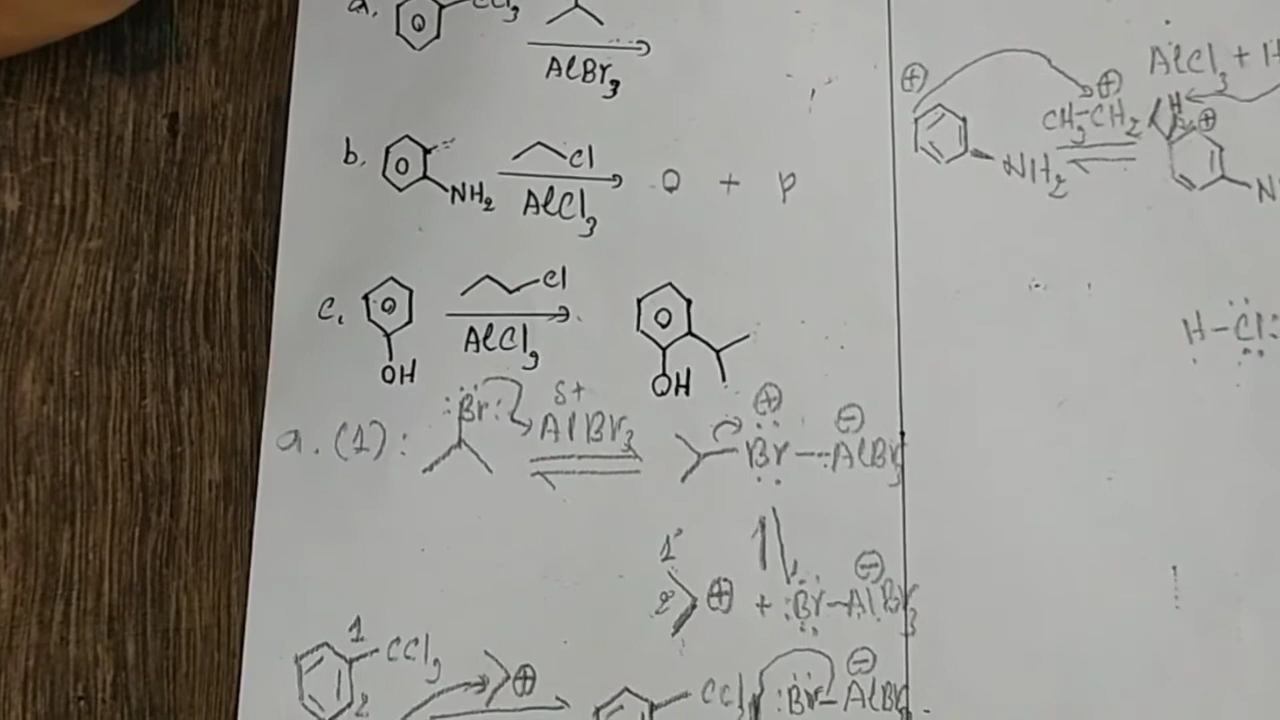 a. CCl3
AlBr3
b. NH2 Cl AlCl3 O + P
c. OH Cl AlCl3 OH
a. (1): :Br: δ+ AlBr3 Br ⊕ AlBr3 ⊖
1°
2 ⊕ + :Br-AlBr3 ⊖
1 CCl3 2 ⊕ CCl3 :Br-AlBr3 ⊖
AlCl3 + H
⊕ CH3-CH2 ⊕ H ⊕
NH2 N
H-Cl: